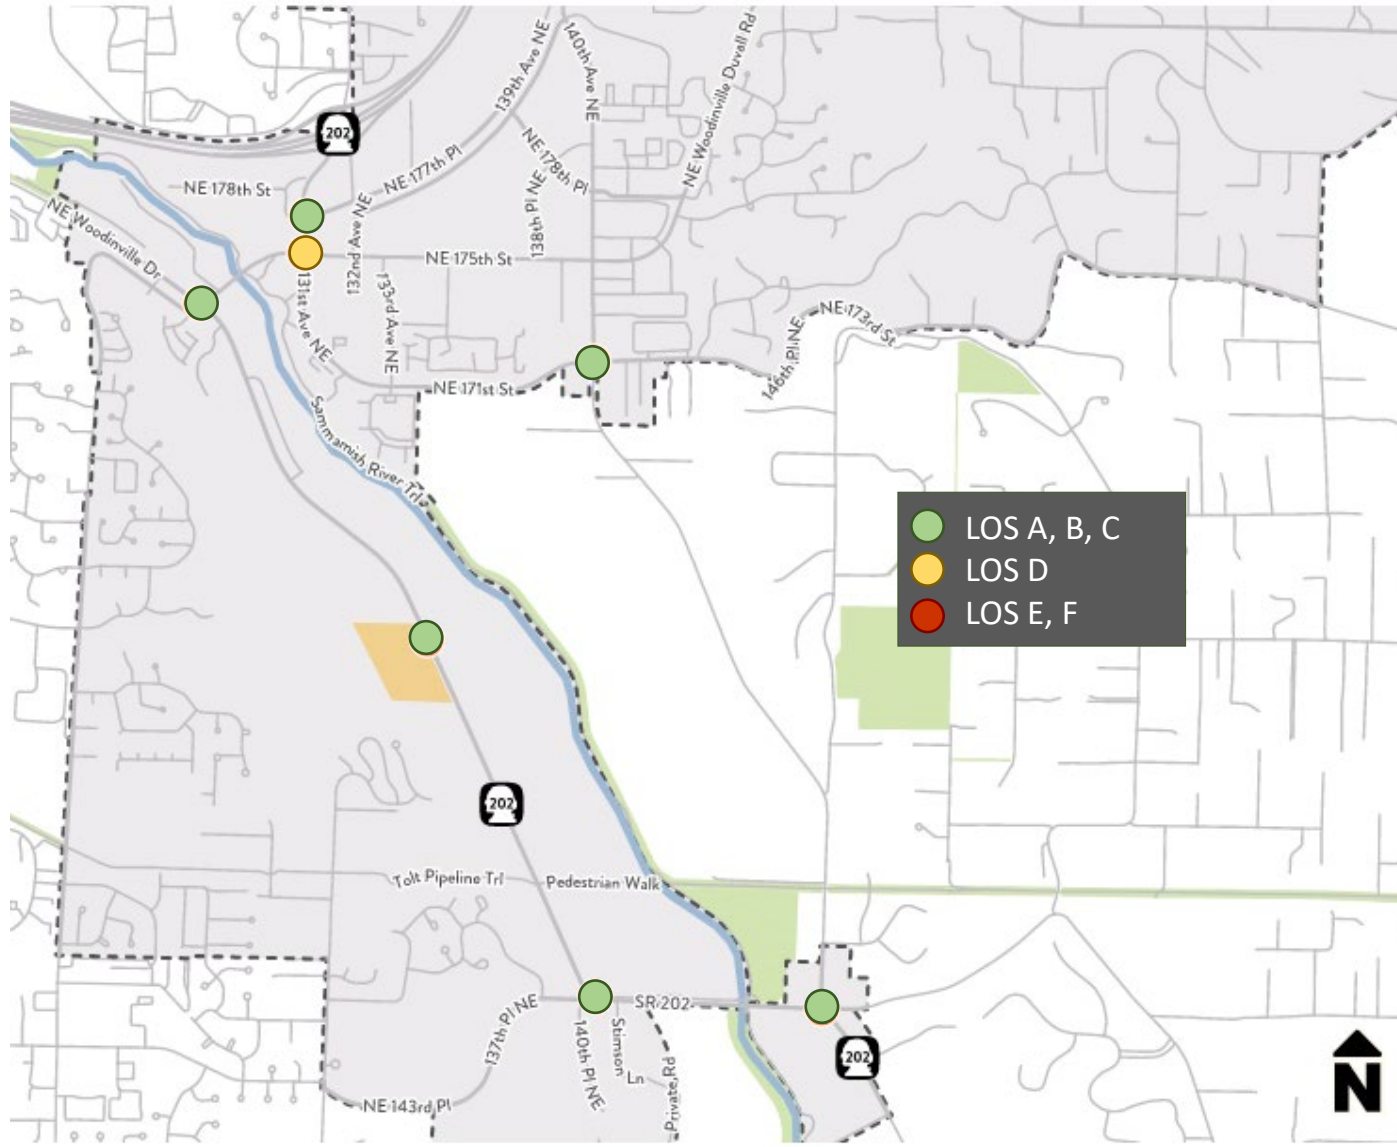 139th Ave NE
140th Ave NE
NE Woodinville Duvall Rd
202
NE 178th Pl
NE 177th Pl
NE 178th St
138th Pl NE
132nd Ave NE
NE Woodinville Dr
NE 175th St
131st Ave NE
133rd Ave NE
NE 173rd St
146th Pl NE
NE 171st St
Sammamish River Trl
LOS A, B, C
LOS D
LOS E, F
202
Tolt Pipeline Trl
Pedestrian Walk
SR 202
137th Pl NE
140th Pl NE
Stimson Ln
Private Rd
202
NE 143rd Pl
N